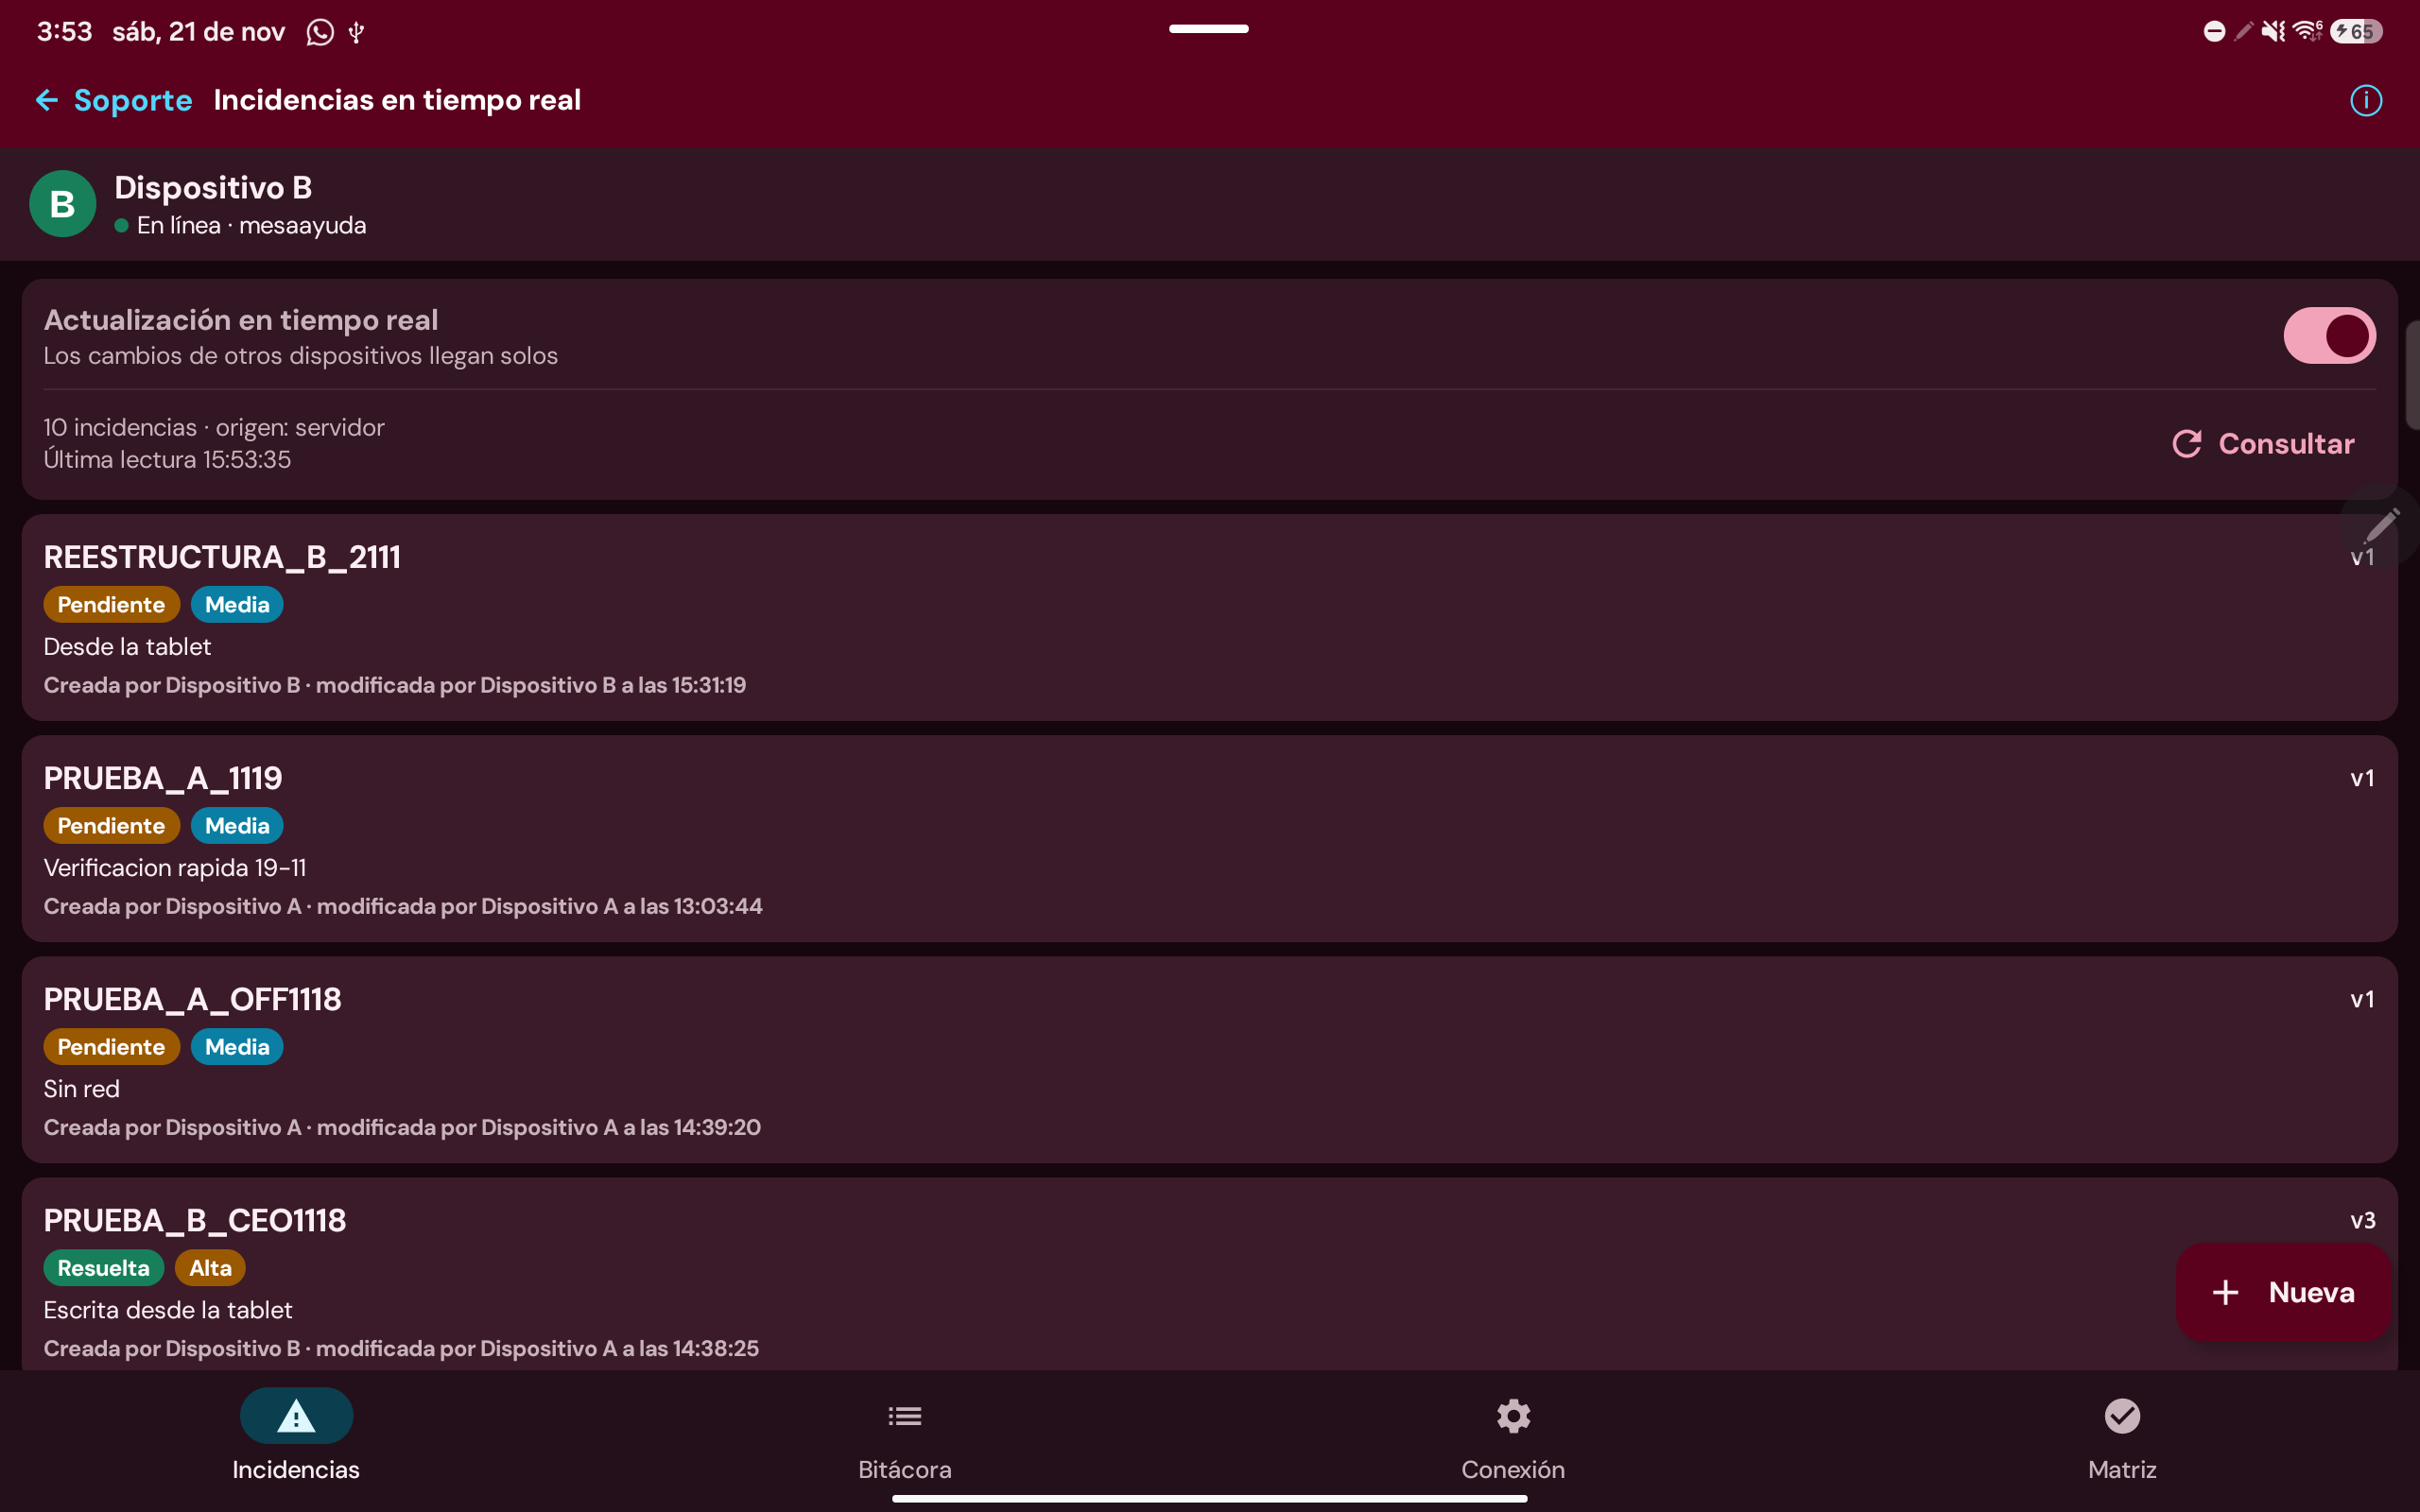 3:53 sáb, 21 de nov
6 65
Soporte Incidencias en tiempo real
B
Dispositivo B
En línea · mesaayuda
Actualización en tiempo real
Los cambios de otros dispositivos llegan solos
10 incidencias · origen: servidor
Última lectura 15:53:35
Consultar
REESTRUCTURA_B_2111
v1
Pendiente Media
Desde la tablet
Creada por Dispositivo B · modificada por Dispositivo B a las 15:31:19
PRUEBA_A_1119
v1
Pendiente Media
Verificacion rapida 19-11
Creada por Dispositivo A · modificada por Dispositivo A a las 13:03:44
PRUEBA_A_OFF1118
v1
Pendiente Media
Sin red
Creada por Dispositivo A · modificada por Dispositivo A a las 14:39:20
PRUEBA_B_CEO1118
v3
Resuelta Alta
Escrita desde la tablet
Creada por Dispositivo B · modificada por Dispositivo A a las 14:38:25
+ Nueva
Incidencias
Bitácora
Conexión
Matriz